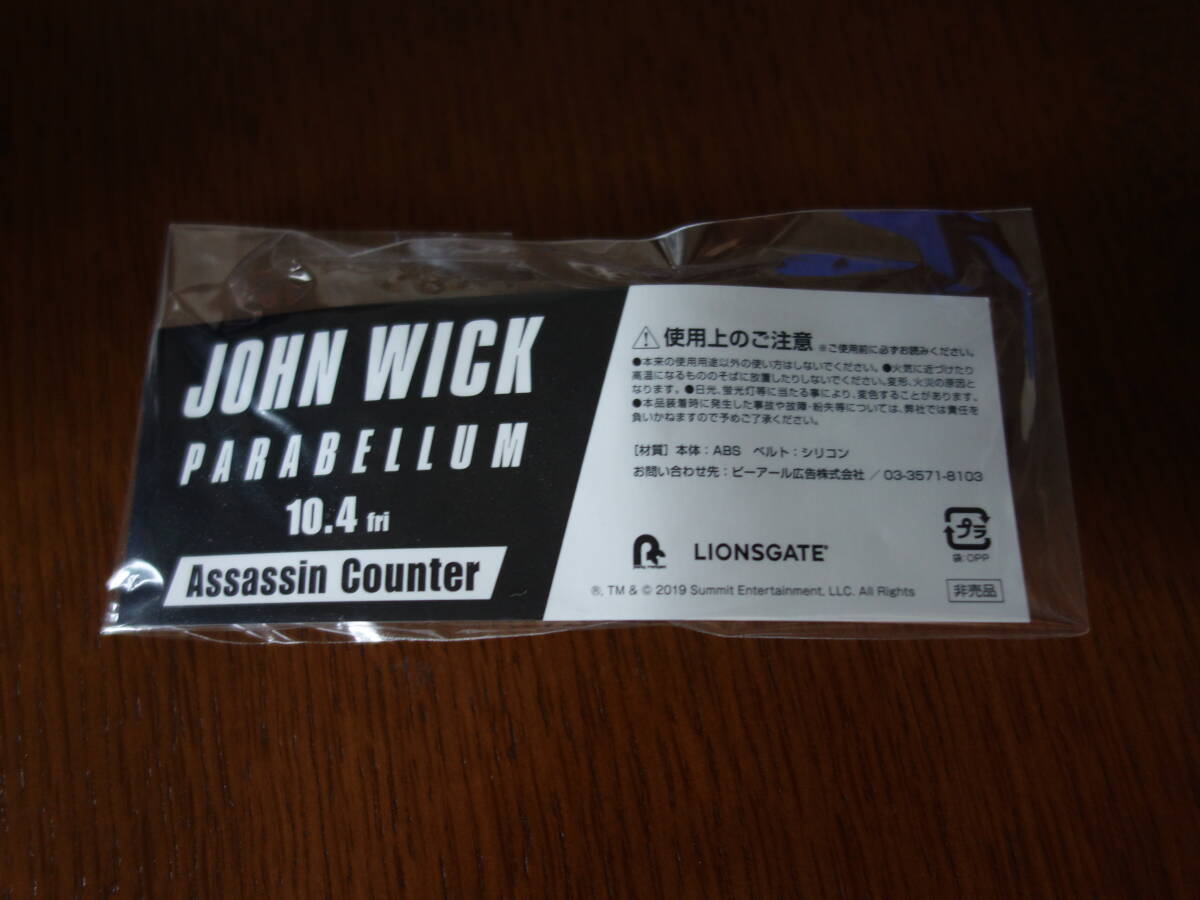 JOHN WICK
PARABELLUM
10.4 fri
Assassin Counter
使用上のご注意 ※ご使用前に必ずお読みください。
●本来の使用用途以外の使い方はしないでください。●火気に近づけたり
高温になるもののそばに放置したりしないでください。変形、火災の原因と
なります。●日光、蛍光灯等に当たる事により、変色することがあります。
●本品装着時に発生した事故や故障・紛失等については、弊社では責任を
負いかねますので予めご了承ください。
[材質] 本体:ABS ベルト:シリコン
お問い合わせ先:ピーアール広告株式会社 / 03-3571-8103
LIONSGATE®
プラ
袋:OPP
®, TM & © 2019 Summit Entertainment, LLC. All Rights
非売品